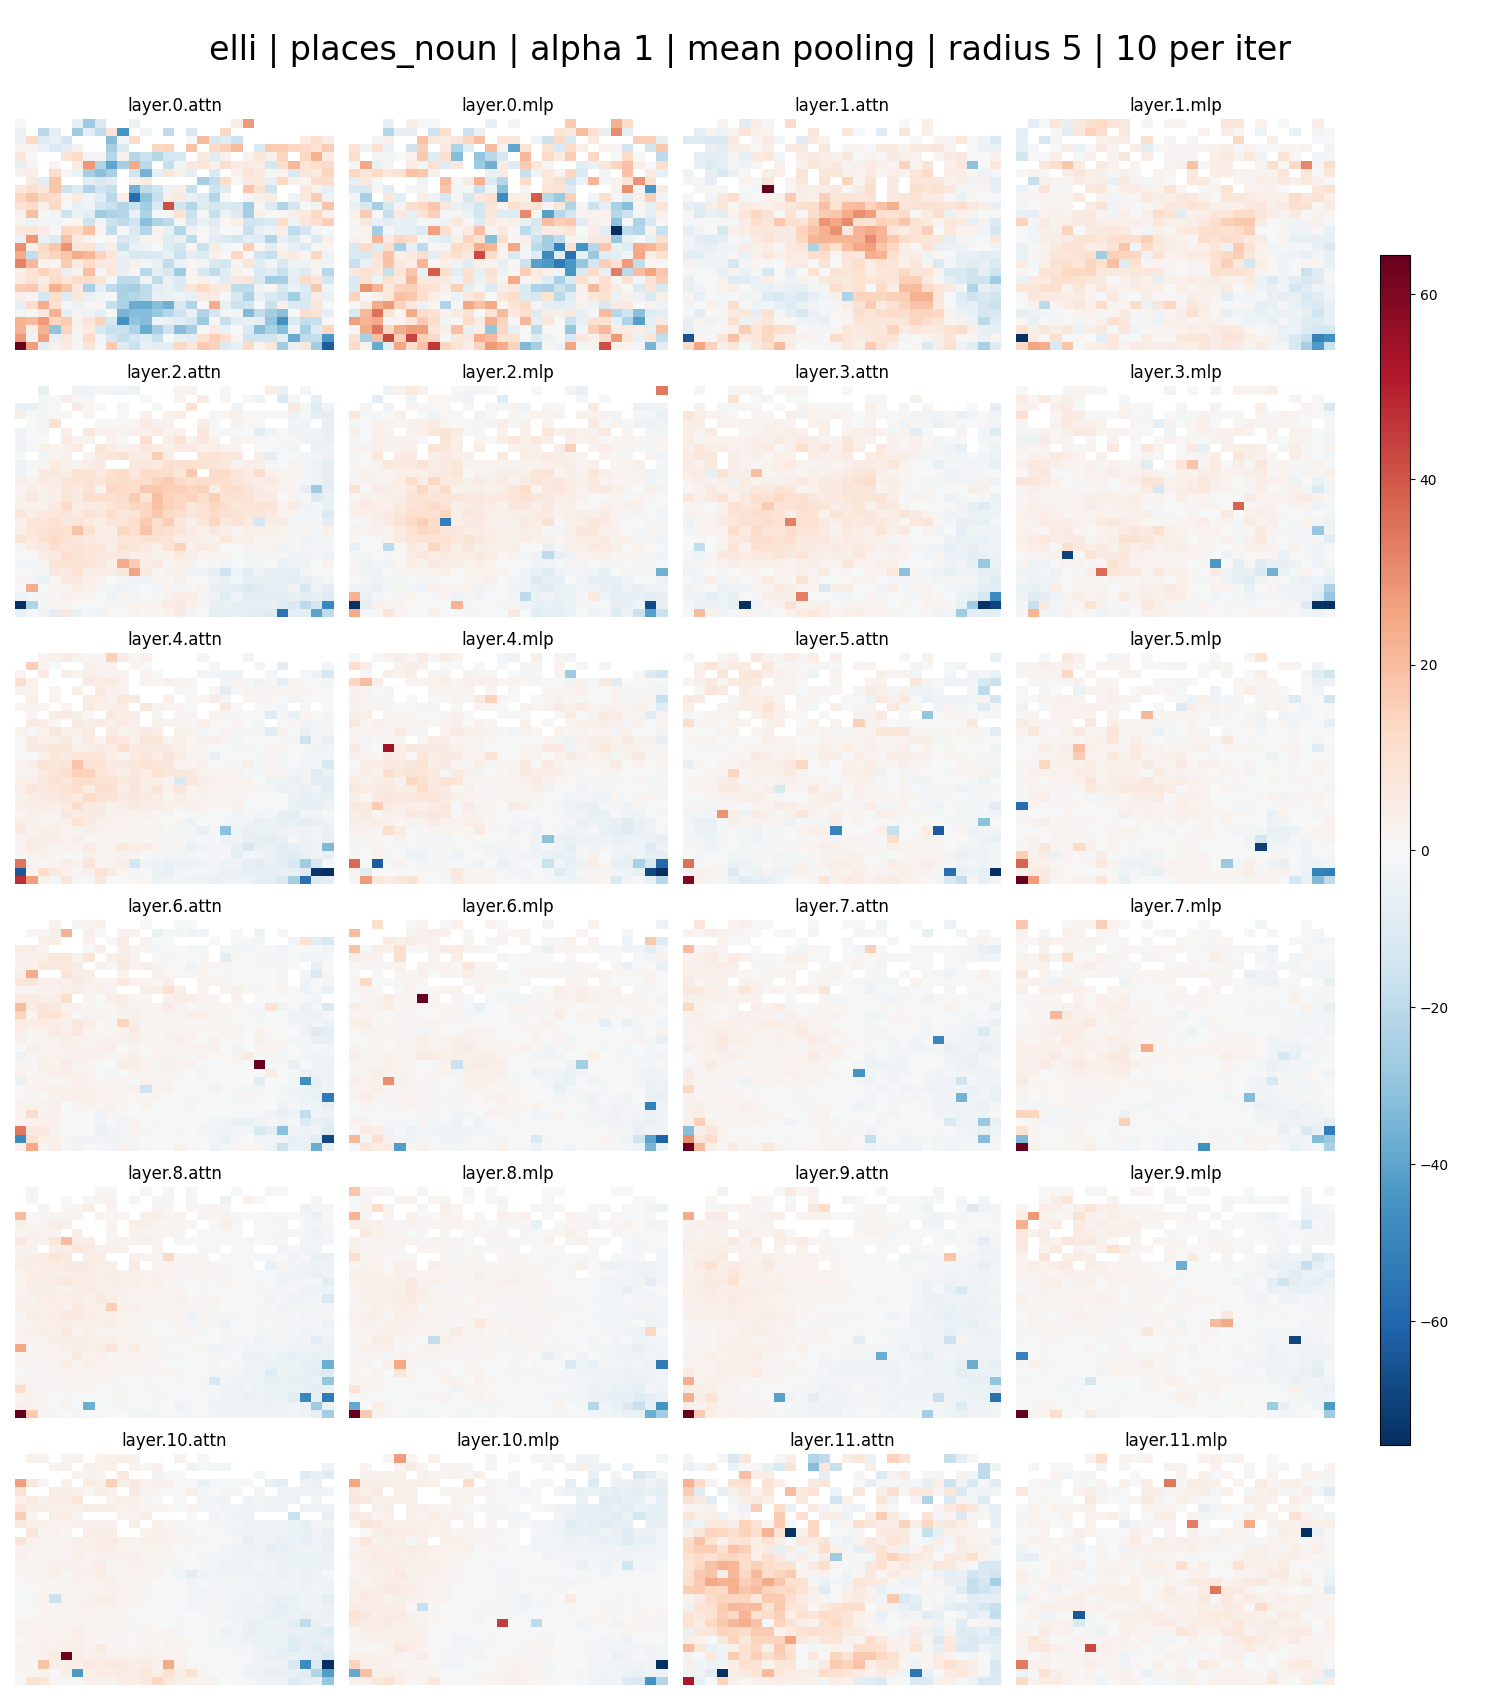 elli | places_noun | alpha 1 | mean pooling | radius 5 | 10 per iter
layer.0.attn
layer.0.mlp
layer.1.attn
layer.1.mlp
layer.2.attn
layer.2.mlp
layer.3.attn
layer.3.mlp
layer.4.attn
layer.4.mlp
layer.5.attn
layer.5.mlp
layer.6.attn
layer.6.mlp
layer.7.attn
layer.7.mlp
layer.8.attn
layer.8.mlp
layer.9.attn
layer.9.mlp
layer.10.attn
layer.10.mlp
layer.11.attn
layer.11.mlp
60
40
20
0
−20
−40
−60